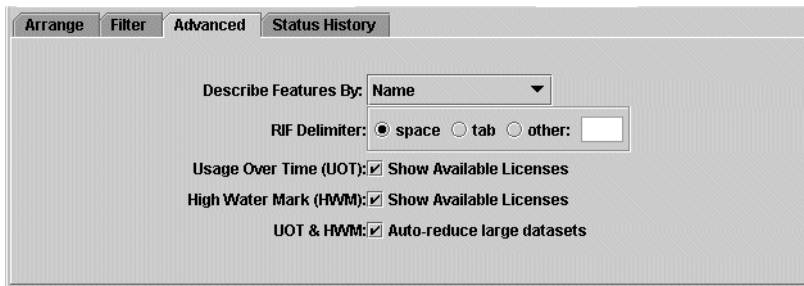 Arrange Filter Advanced Status History
Describe Features By: Name
RIF Delimiter: space tab other:
Usage Over Time (UOT): Show Available Licenses
High Water Mark (HWM): Show Available Licenses
UOT & HWM: Auto-reduce large datasets